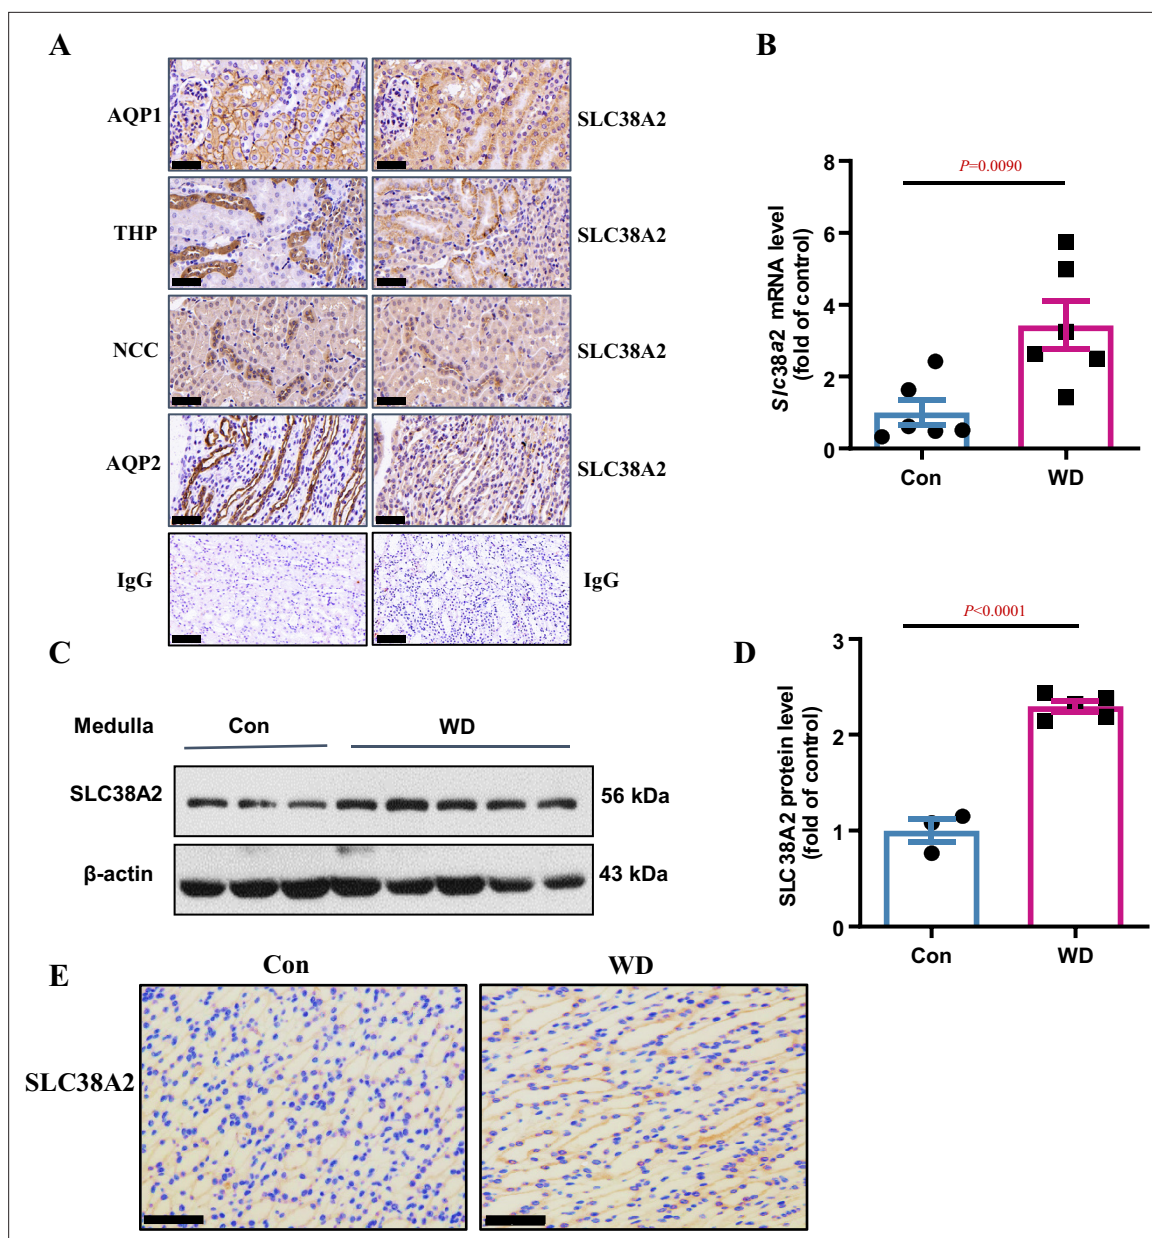 A
AQP1
SLC38A2
THP
SLC38A2
NCC
SLC38A2
AQP2
SLC38A2
IgG
IgG
B
P=0.0090
Slc38a2 mRNA level
(fold of control)
8
6
4
2
0
Con
WD
C
Medulla
Con
WD
SLC38A2
56 kDa
β-actin
43 kDa
D
P<0.0001
SLC38A2 protein level
(fold of control)
3
2
1
0
Con
WD
E
Con
WD
SLC38A2